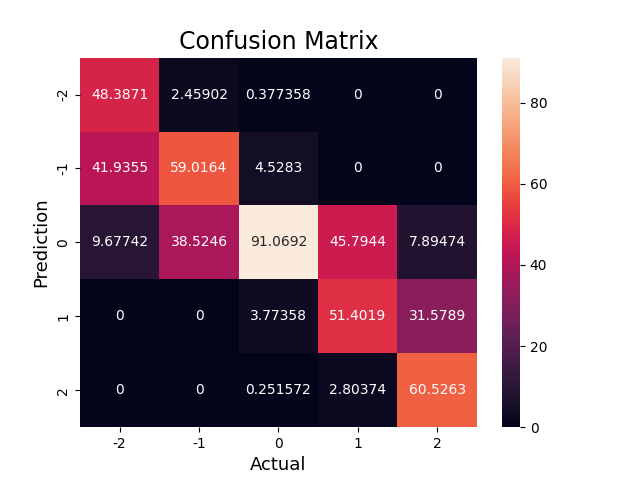 Confusion Matrix
-2 48.3871 2.45902 0.377358 0 0
-1 41.9355 59.0164 4.5283 0 0
0 9.67742 38.5246 91.0692 45.7944 7.89474
1 0 0 3.77358 51.4019 31.5789
2 0 0 0.251572 2.80374 60.5263
-2 -1 0 1 2
Prediction
Actual
80
60
40
20
0